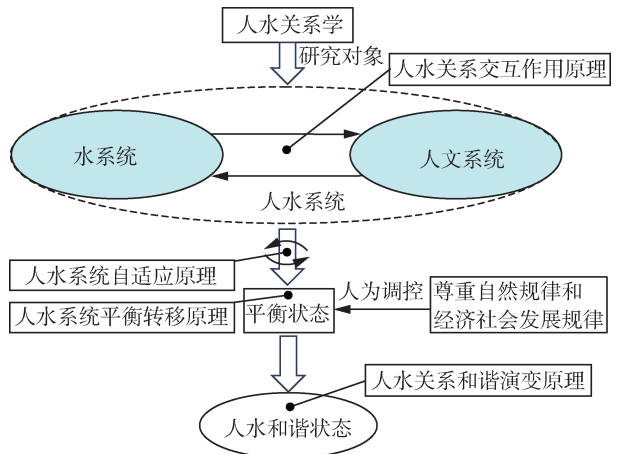 人水关系学
研究对象
人水关系交互作用原理
水系统
人文系统
人水系统
人水系统自适应原理
人水系统平衡转移原理
平衡状态
人为调控
尊重自然规律和
经济社会发展规律
人水关系和谐演变原理
人水和谐状态